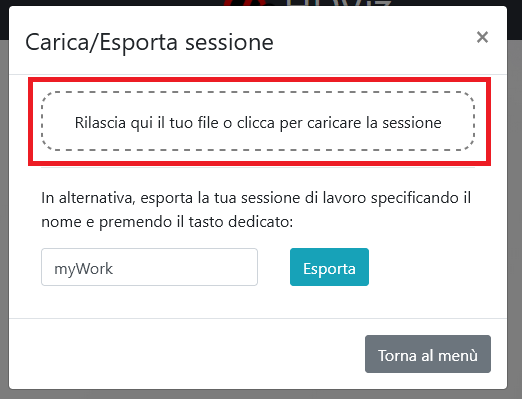 Carica/Esporta sessione
×
Rilascia qui il tuo file o clicca per caricare la sessione
In alternativa, esporta la tua sessione di lavoro specificando il
nome e premendo il tasto dedicato:
myWork
Esporta
Torna al menù